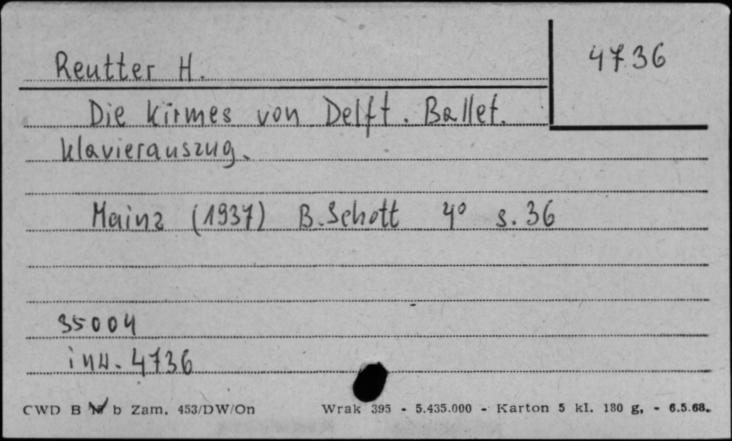 4736
Reutter H.
Die Kirmes von Delft. Ballet.
Klavierauszug.
Mainz (1937) B. Schott 4° s. 36
35004
inw. 4736
CWD B b Zam. 453/DW/On Wrak 395 - 5.435.000 - Karton 5 kl. 180 g, - 6.5.68.